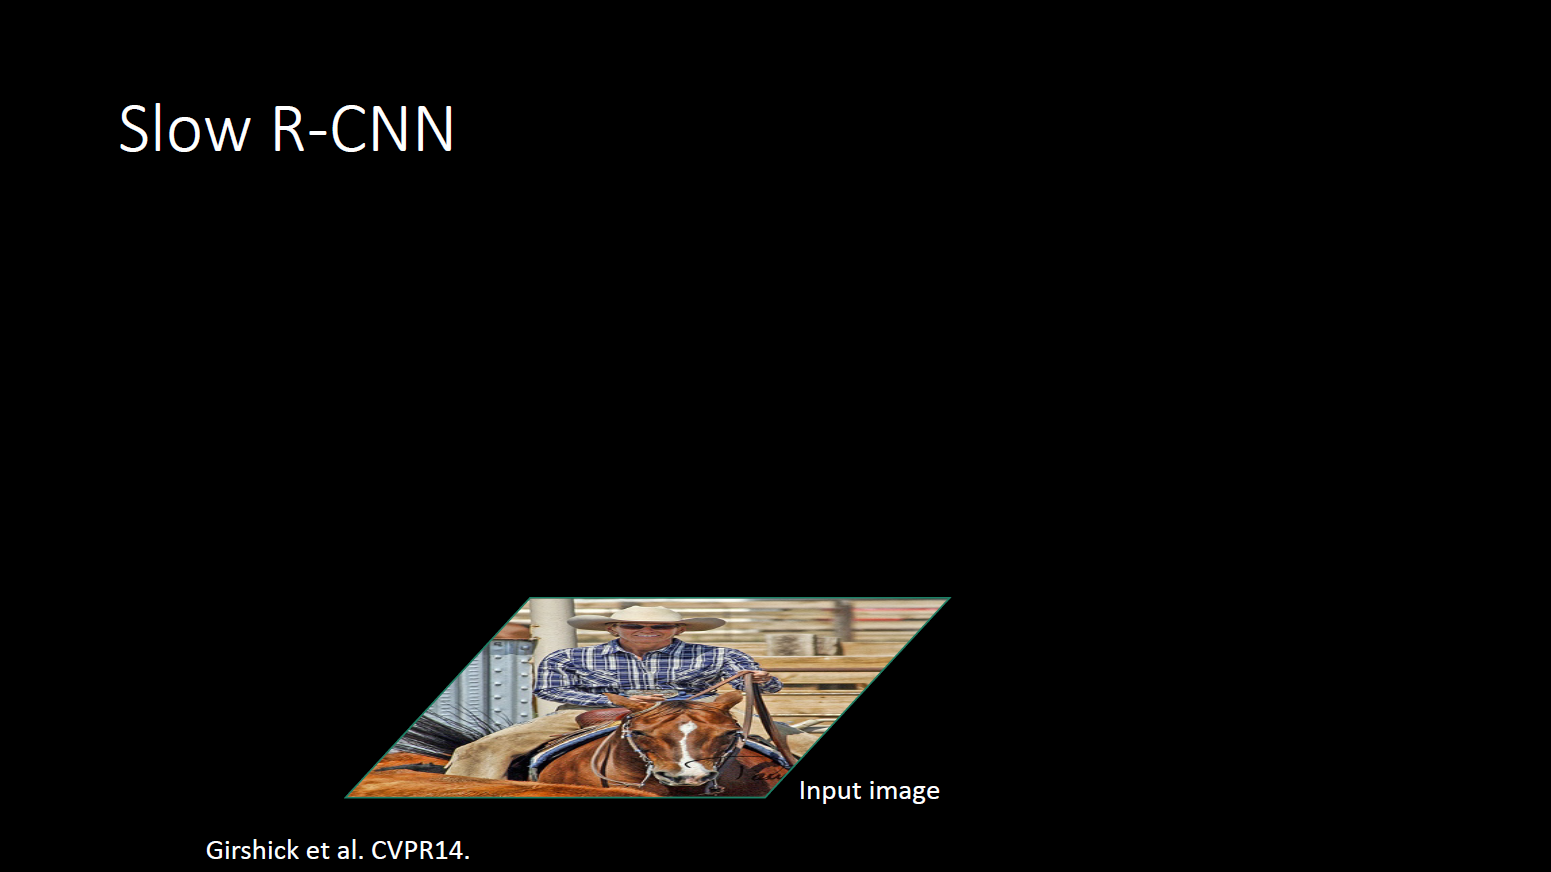 Slow R-CNN
Input image
Girshick et al. CVPR14.